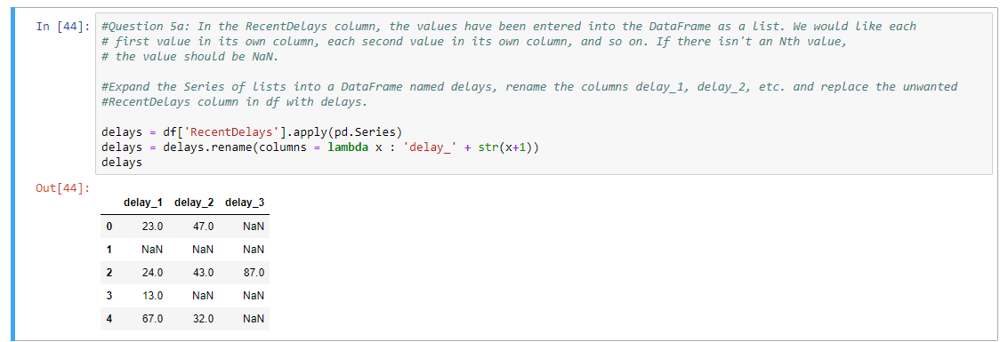 In [44]: #Question 5a: In the RecentDelays column, the values have been entered into the DataFrame as a list. We would like each
# first value in its own column, each second value in its own column, and so on. If there isn't an Nth value,
# the value should be NaN.
#Expand the Series of lists into a DataFrame named delays, rename the columns delay_1, delay_2, etc. and replace the unwanted
#RecentDelays column in df with delays.
delays = df['RecentDelays'].apply(pd.Series)
delays = delays.rename(columns = lambda x : 'delay_' + str(x+1))
delays
Out[44]:
delay_1 delay_2 delay_3
0 23.0 47.0 NaN
1 NaN NaN NaN
2 24.0 43.0 87.0
3 13.0 NaN NaN
4 67.0 32.0 NaN